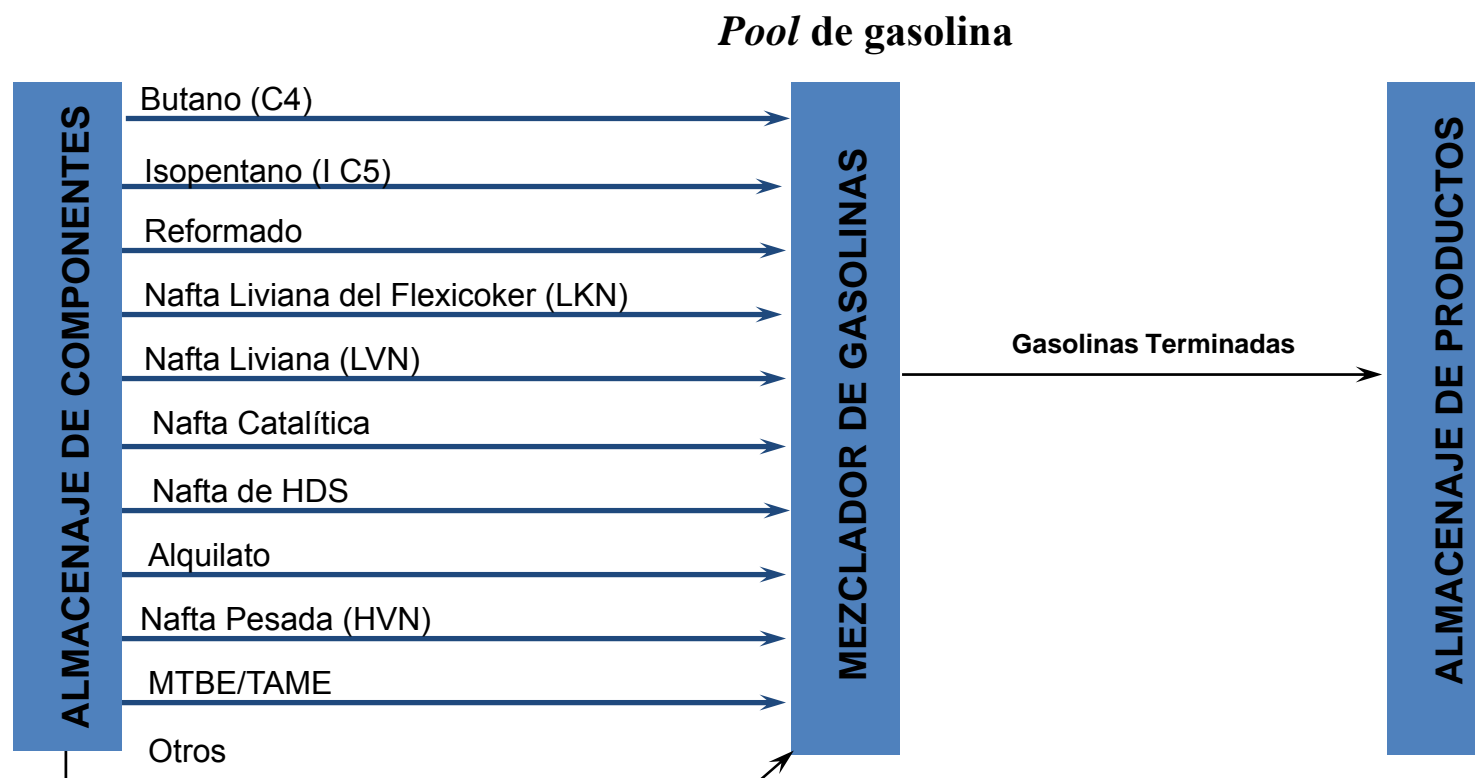 Pool de gasolina
ALMACENAJE DE COMPONENTES
Butano (C4)
Isopentano (I C5)
Reformado
Nafta Liviana del Flexicoker (LKN)
Nafta Liviana (LVN)
Nafta Catalítica
Nafta de HDS
Alquilato
Nafta Pesada (HVN)
MTBE/TAME
Otros
MEZCLADOR DE GASOLINAS
Gasolinas Terminadas
ALMACENAJE DE PRODUCTOS